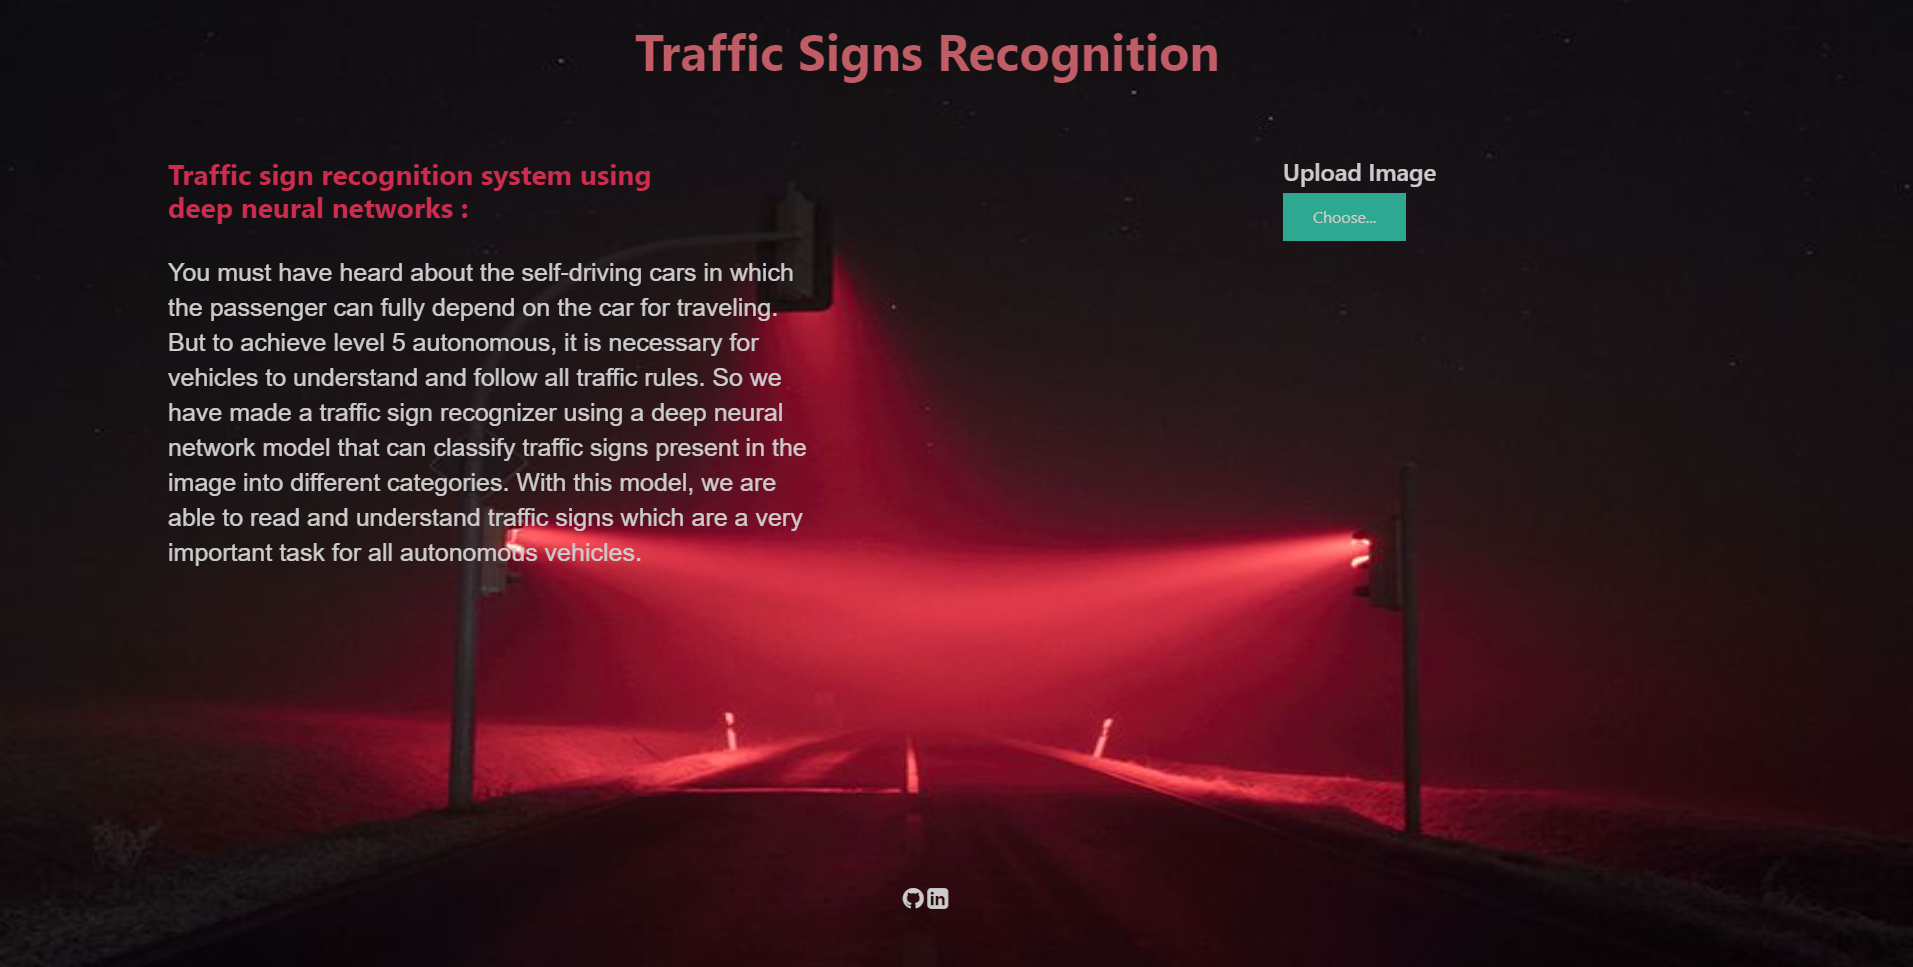 Traffic Signs Recognition
Traffic sign recognition system using
deep neural networks :
You must have heard about the self-driving cars in which
the passenger can fully depend on the car for traveling.
But to achieve level 5 autonomous, it is necessary for
vehicles to understand and follow all traffic rules. So we
have made a traffic sign recognizer using a deep neural
network model that can classify traffic signs present in the
image into different categories. With this model, we are
able to read and understand traffic signs which are a very
important task for all autonomous vehicles.
Upload Image
Choose...
in